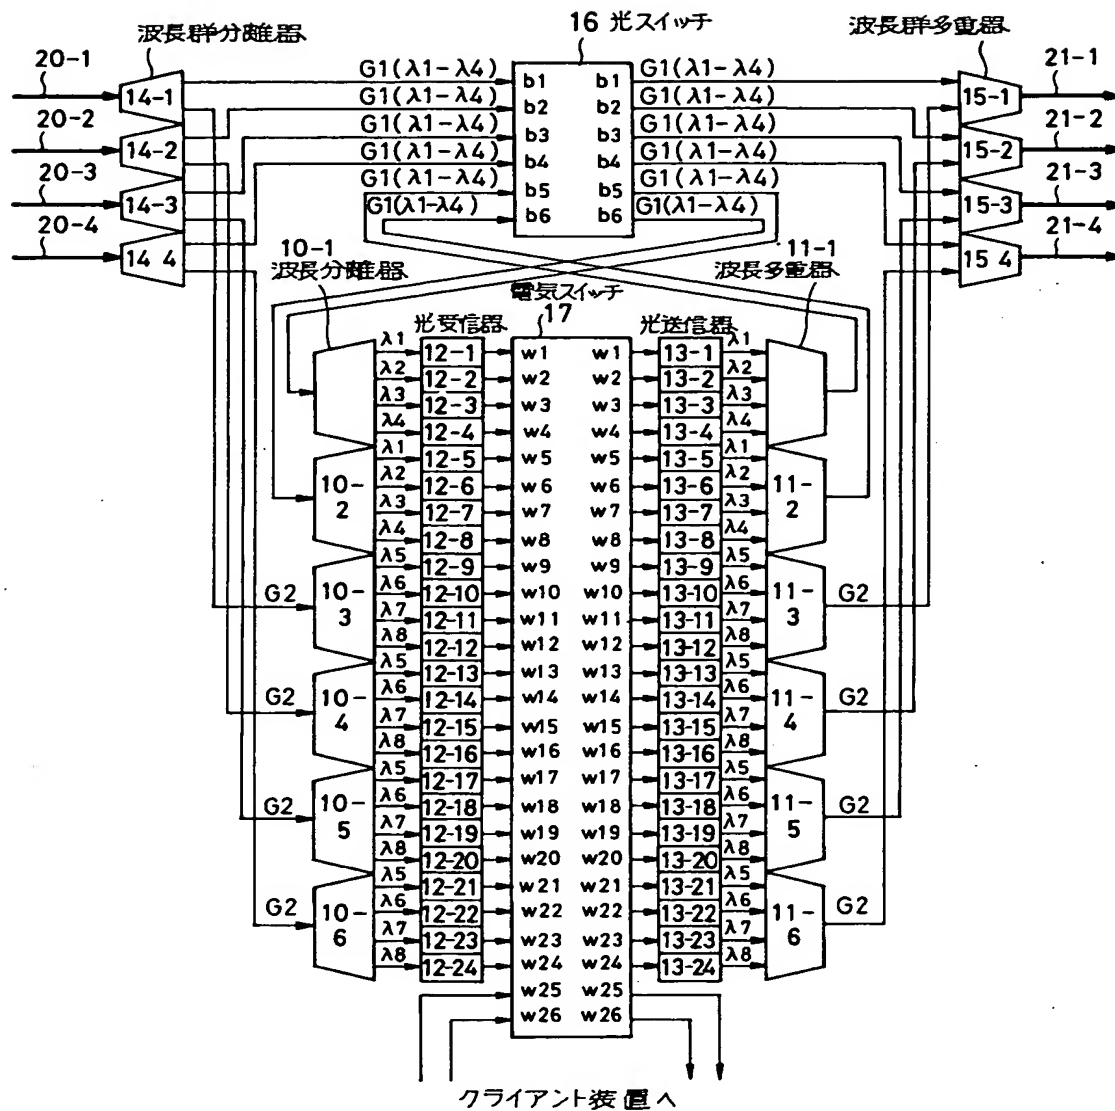 波長群分離器
16 光スイッチ
波長群多重器
20-1
20-2
20-3
20-4
14-1
14-2
14-3
14 4
G1(λ1-λ4)
G1(λ1-λ4)
G1(λ1-λ4)
G1(λ1-λ4)
G1(λ1-λ4)
G1(λ1-λ4)
b1 b1
b2 b2
b3 b3
b4 b4
b5 b5
b6 b6
G1(λ1-λ4)
G1(λ1-λ4)
G1(λ1-λ4)
G1(λ1-λ4)
G1(λ1-λ4)
G1(λ1-λ4)
15-1
15-2
15-3
15 4
21-1
21-2
21-3
21-4
10-1
波長分離器
11-1
波長多重器
電気スイッチ
17
光受信器
光送信器
λ1 12-1 w1 w1 13-1 λ1
λ2 12-2 w2 w2 13-2 λ2
λ3 12-3 w3 w3 13-3 λ3
λ4 12-4 w4 w4 13-4 λ4
10-2
λ1 12-5 w5 w5 13-5 λ1
λ2 12-6 w6 w6 13-6 λ2
λ3 12-7 w7 w7 13-7 λ3
λ4 12-8 w8 w8 13-8 λ4
11-2
G2
10-3
λ5 12-9 w9 w9 13-9 λ5
λ6 12-10 w10 w10 13-10 λ6
λ7 12-11 w11 w11 13-11 λ7
λ8 12-12 w12 w12 13-12 λ8
11-3
G2
G2
10-4
λ5 12-13 w13 w13 13-13 λ5
λ6 12-14 w14 w14 13-14 λ6
λ7 12-15 w15 w15 13-15 λ7
λ8 12-16 w16 w16 13-16 λ8
11-4
G2
G2
10-5
λ5 12-17 w17 w17 13-17 λ5
λ6 12-18 w18 w18 13-18 λ6
λ7 12-19 w19 w19 13-19 λ7
λ8 12-20 w20 w20 13-20 λ8
11-5
G2
G2
10-6
λ5 12-21 w21 w21 13-21 λ5
λ6 12-22 w22 w22 13-22 λ6
λ7 12-23 w23 w23 13-23 λ7
λ8 12-24 w24 w24 13-24 λ8
11-6
G2
w25 w25
w26 w26
クライアント装置へ